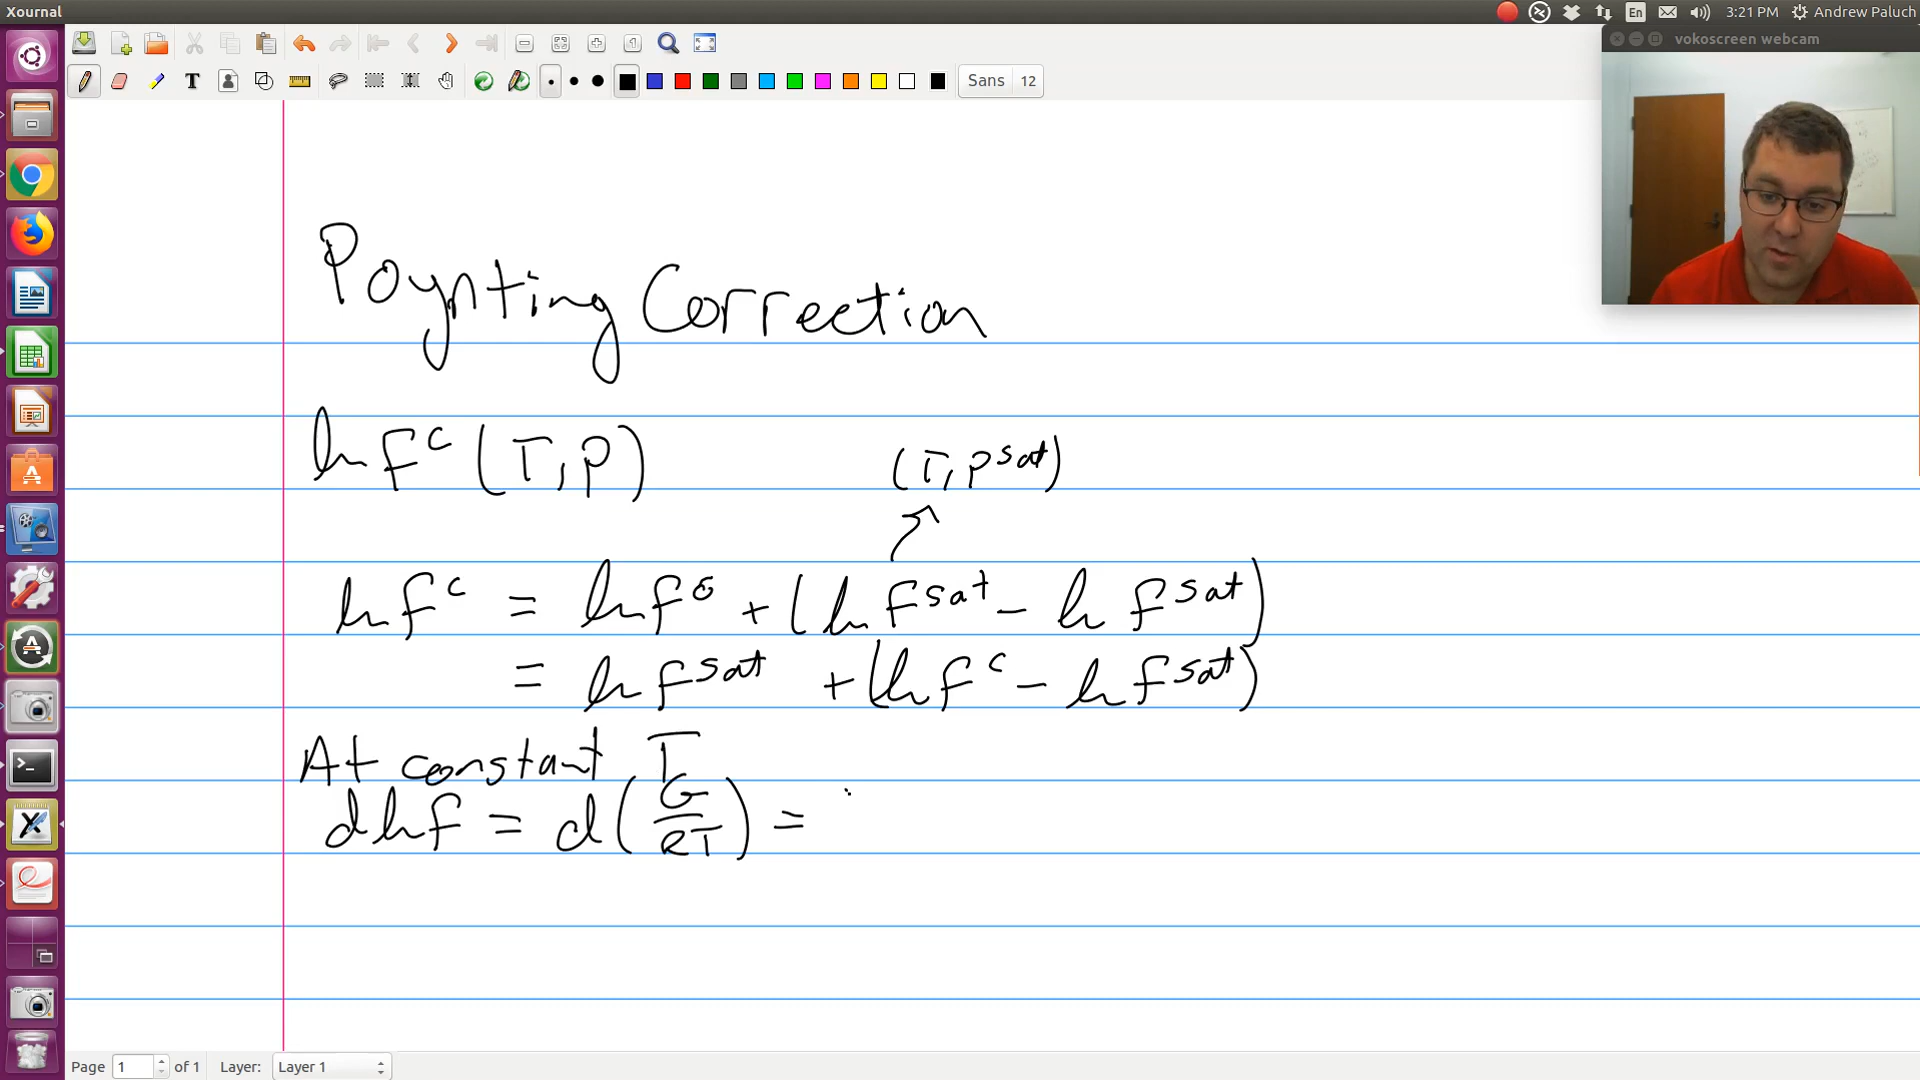 Xournal
En
3:21 PM
Andrew Paluch
vokoscreen webcam
Sans 12
Poynting Correction
ln f^c (T, P)
(T, P^sat)
ln f^c = ln f^o + (ln f^sat - ln f^sat)
= ln f^sat + (ln f^c - ln f^sat)
At constant T
d ln f = d(G/RT) =
Page 1 of 1 Layer: Layer 1